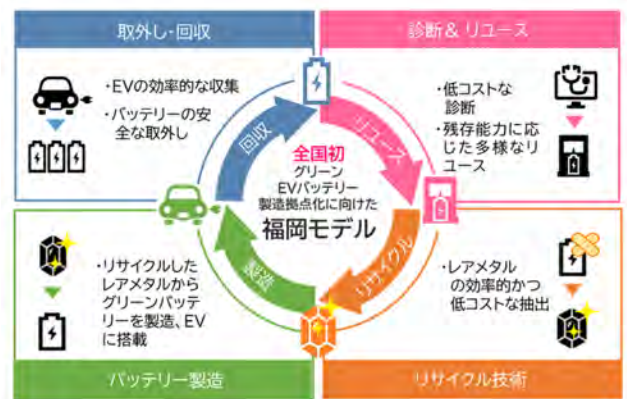 取外し・回収
・EVの効率的な収集
・バッテリーの安
全な取外し
診断& リユース
・低コストな
診断
・残存能力に応
じた多様なリ
ユース
回収
リユース
リサイクル
製造
全国初
グリーン
EVバッテリー
製造拠点化に向けた
福岡モデル
・リサイクルした
レアメタルから
グリーンバッテ
リーを製造、EV
に搭載
バッテリー製造
・レアメタル
の効率的かつ
低コストな抽出
リサイクル技術